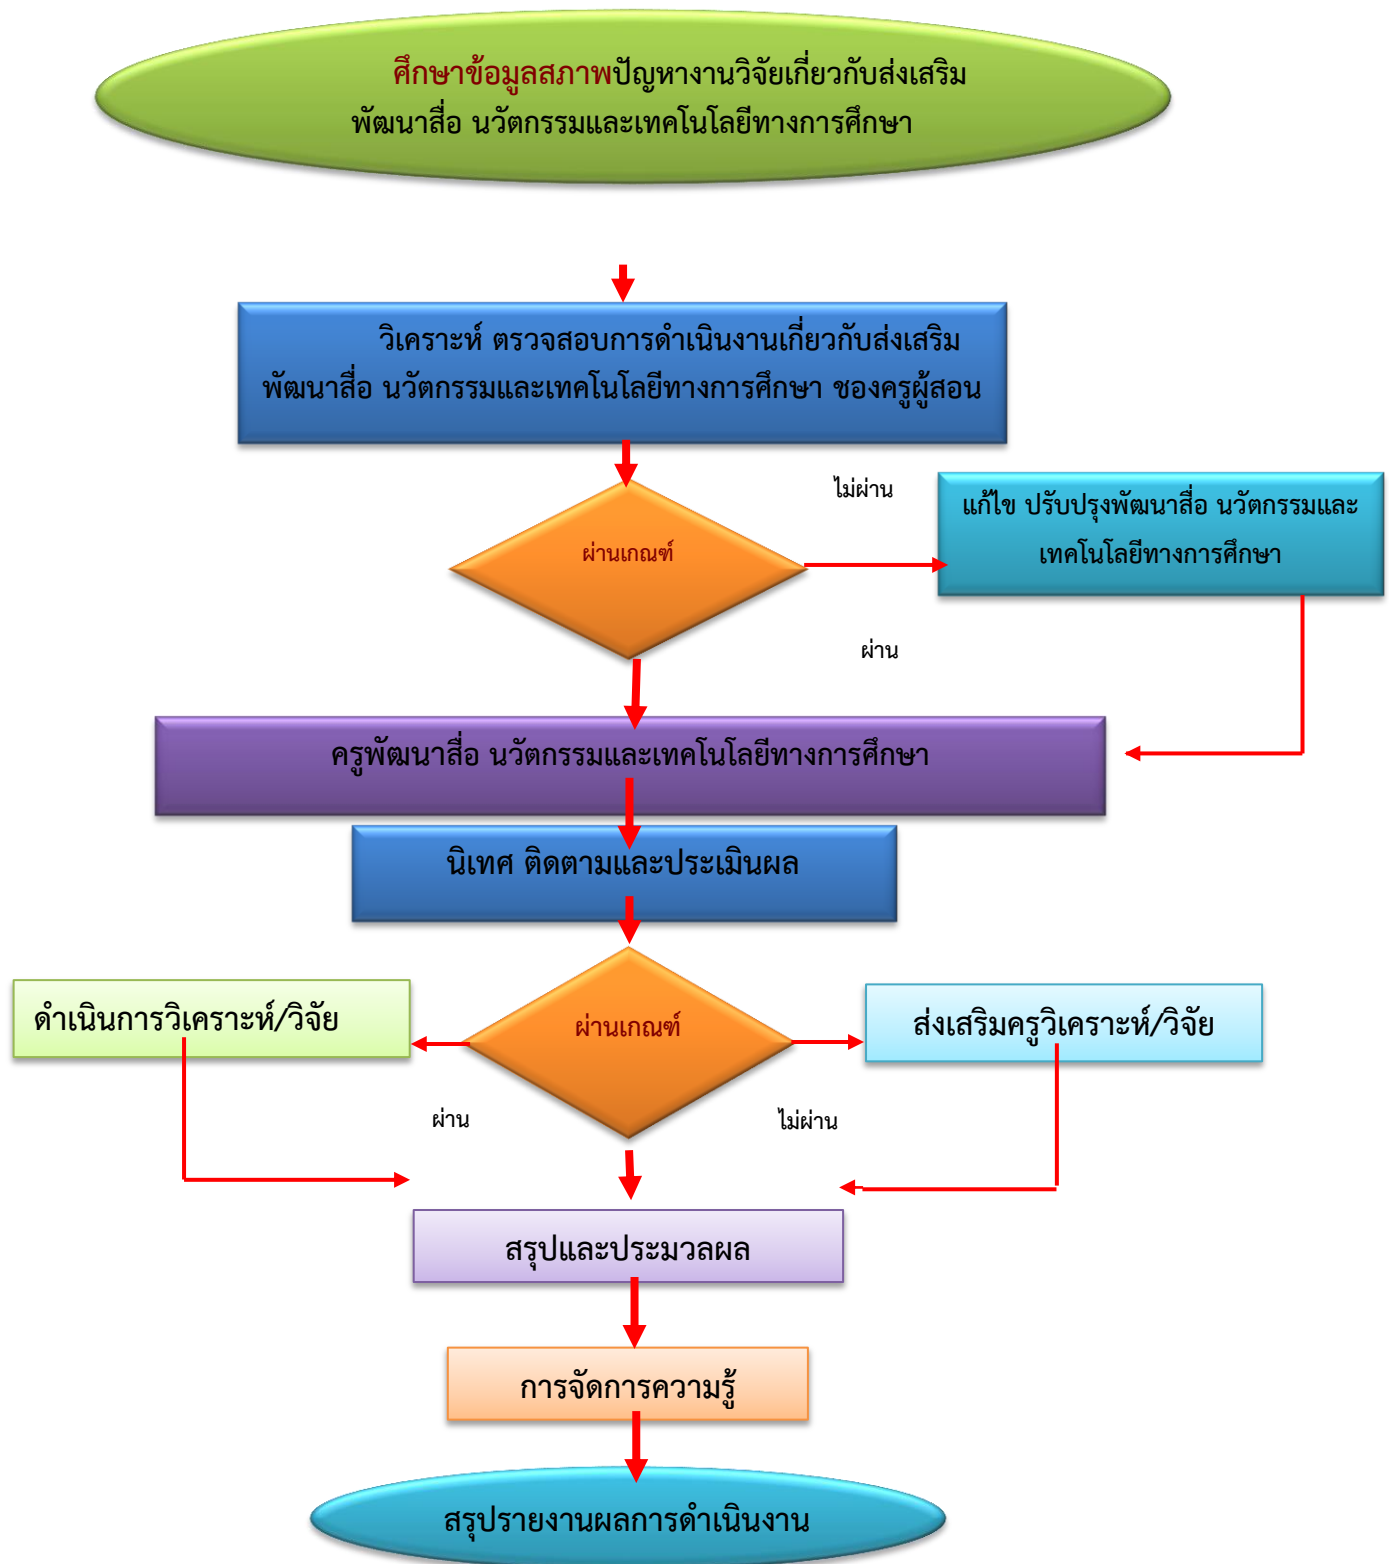 ศึกษาข้อมูลสภาพปัญหางานวิจัยเกี่ยวกับส่งเสริม
พัฒนาสื่อ นวัตกรรมและเทคโนโลยีทางการศึกษา
วิเคราะห์ ตรวจสอบการดำเนินงานเกี่ยวกับส่งเสริม
พัฒนาสื่อ นวัตกรรมและเทคโนโลยีทางการศึกษา ชองครูผู้สอน
ไม่ผ่าน
แก้ไข ปรับปรุงพัฒนาสื่อ นวัตกรรมและ
เทคโนโลยีทางการศึกษา
ผ่านเกณฑ์
ผ่าน
ครูพัฒนาสื่อ นวัตกรรมและเทคโนโลยีทางการศึกษา
นิเทศ ติดตามและประเมินผล
ดำเนินการวิเคราะห์/วิจัย
ผ่านเกณฑ์
ส่งเสริมครูวิเคราะห์/วิจัย
ผ่าน
ไม่ผ่าน
สรุปและประมวลผล
การจัดการความรู้
สรุปรายงานผลการดำเนินงาน